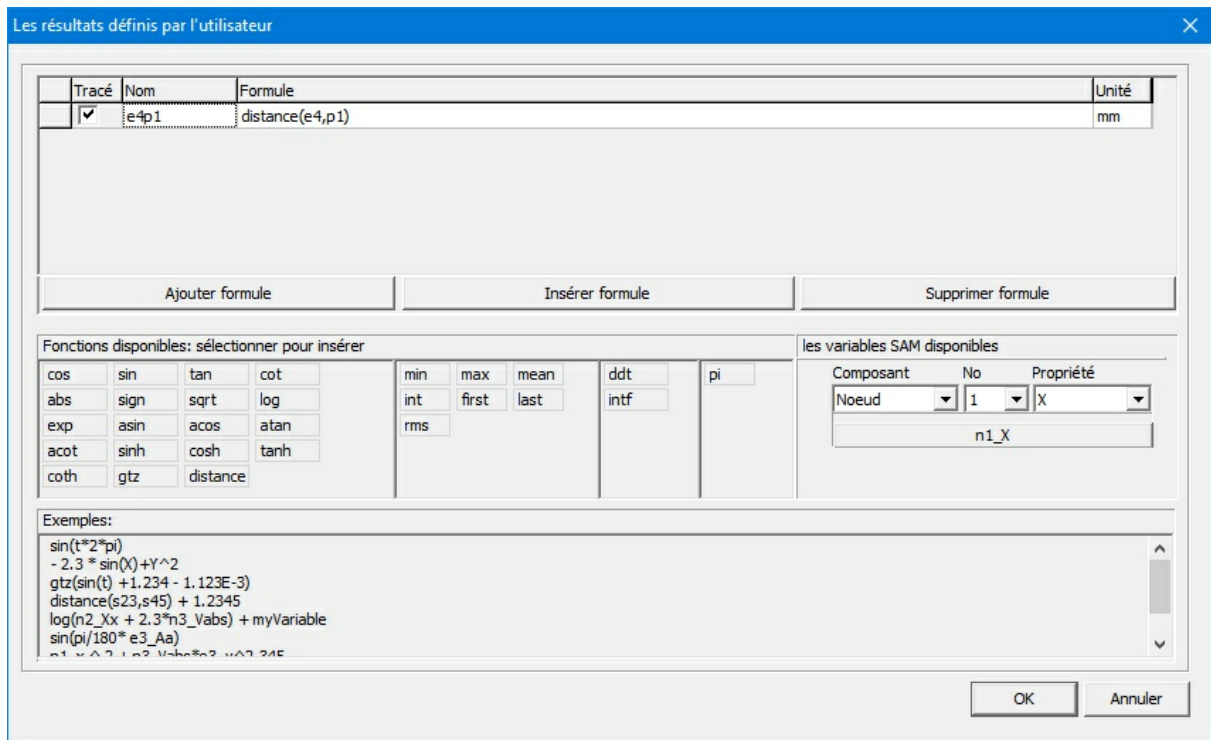 Les résultats définis par l'utilisateur
Tracé Nom Formule Unité
e4p1 distance(e4,p1) mm
Ajouter formule Insérer formule Supprimer formule
Fonctions disponibles: sélectionner pour insérer les variables SAM disponibles
cos sin tan cot min max mean ddt pi Composant No Propriété
abs sign sqrt log int first last intf Noeud 1 X
exp asin acos atan rms n1_X
acot sinh cosh tanh
coth gtz distance
Exemples:
sin(t*2*pi)
- 2.3 * sin(X)+Y^2
gtz(sin(t) +1.234 - 1.123E-3)
distance(s23,s45) + 1.2345
log(n2_Xx + 2.3*n3_Vabs) + myVariable
sin(pi/180* e3_Aa)
OK Annuler